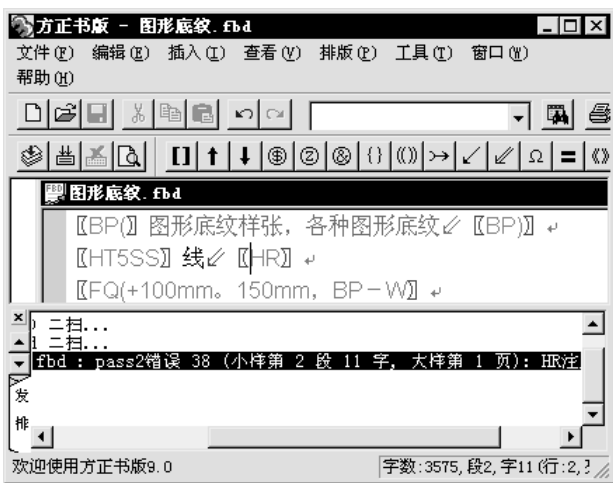 方正书版 - 图形底纹.fbd
文件(F) 编辑(E) 插入(I) 查看(V) 排版(P) 工具(T) 窗口(W)
帮助(H)
图形底纹.fbd
〖BP(〗图形底纹样张，各种图形底纹↙〖BP)〗↵
〖HT5SS〗线↙〖HR〗↵
〖FQ(+100mm。150mm，BP－W〗↵
二扫...
二扫...
fbd : pass2错误 38 (小样第 2 段 11 字, 大样第 1 页): HR注
发
排
欢迎使用方正书版9.0 字数:3575,段2,字11(行:2,